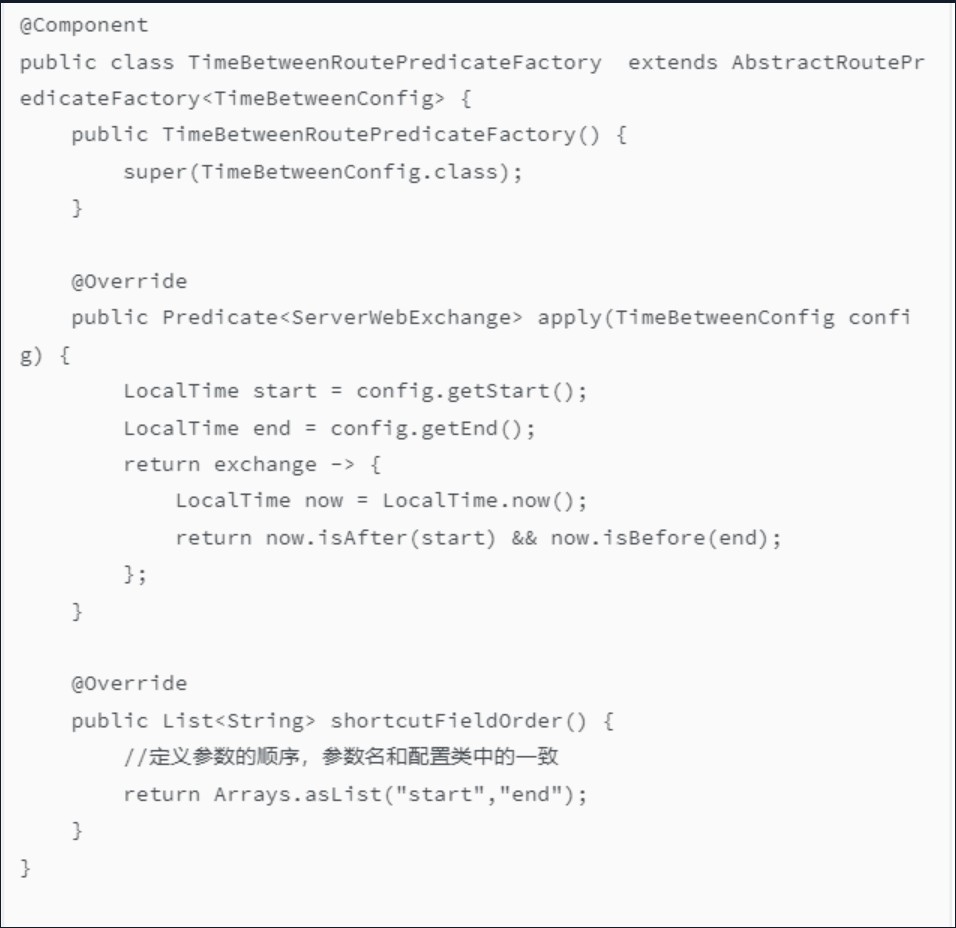 @Component
public class TimeBetweenRoutePredicateFactory  extends AbstractRoutePr
edicateFactory<TimeBetweenConfig> {
    public TimeBetweenRoutePredicateFactory() {
        super(TimeBetweenConfig.class);
    }

    @Override
    public Predicate<ServerWebExchange> apply(TimeBetweenConfig confi
g) {
        LocalTime start = config.getStart();
        LocalTime end = config.getEnd();
        return exchange -> {
            LocalTime now = LocalTime.now();
            return now.isAfter(start) && now.isBefore(end);
        };
    }

    @Override
    public List<String> shortcutFieldOrder() {
        //定义参数的顺序，参数名和配置类中的一致
        return Arrays.asList("start","end");
    }
}